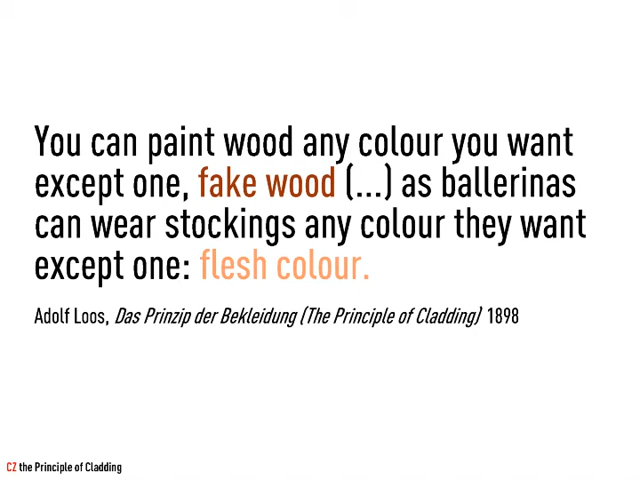 You can paint wood any colour you want
except one, fake wood (...) as ballerinas
can wear stockings any colour they want
except one: flesh colour.
Adolf Loos, Das Prinzip der Bekleidung (The Principle of Cladding) 1898
CZ the Principle of Cladding